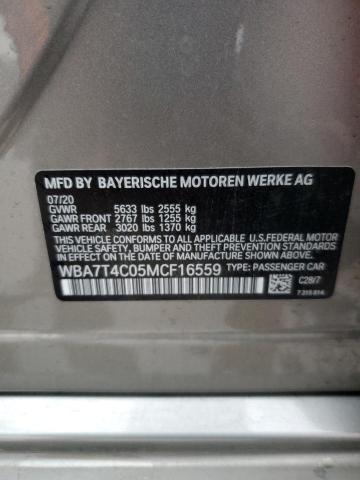 MFD BY BAYERISCHE MOTOREN WERKE AG
07/20
GVWR 5633 lbs 2555 kg
GAWR FRONT 2767 lbs 1255 kg
GAWR REAR 3020 lbs 1370 kg
THIS VEHICLE CONFORMS TO ALL APPLICABLE U.S. FEDERAL MOTOR
VEHICLE SAFETY, BUMPER, AND THEFT PREVENTION STANDARDS
IN EFFECT ON THE DATE OF MANUFACTURE SHOWN ABOVE.
WBA7T4C05MCF16559 TYPE: PASSENGER CAR
C28/7